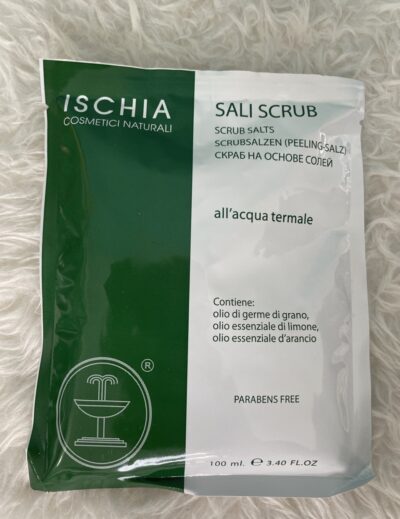 ISCHIA
COSMETICI NATURALI
SALI SCRUB
SCRUB SALTS
SCRUBSALZEN (PEELING-SALZ)
СКРАБ НА ОСНОВЕ СОЛЕЙ
all'acqua termale
Contiene:
olio di germe di grano,
olio essenziale di limone,
olio essenziale d'arancio
®
PARABENS FREE
100 ml. ℮ 3.40 FL.OZ